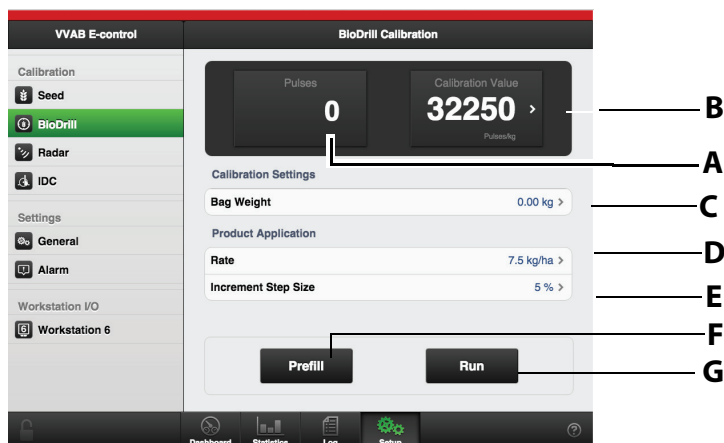 VVAB E-control
BioDrill Calibration
Calibration
Seed
BioDrill
Radar
IDC
Settings
General
Alarm
Workstation I/O
6
Workstation 6
Pulses
0
Calibration Value
32250
Pulses/kg
Calibration Settings
Bag Weight 0.00 kg
Product Application
Rate 7.5 kg/ha
Increment Step Size 5 %
Prefill
Run
B
A
C
D
E
F
G
Dashboard
Statistics
Log
Setup
?